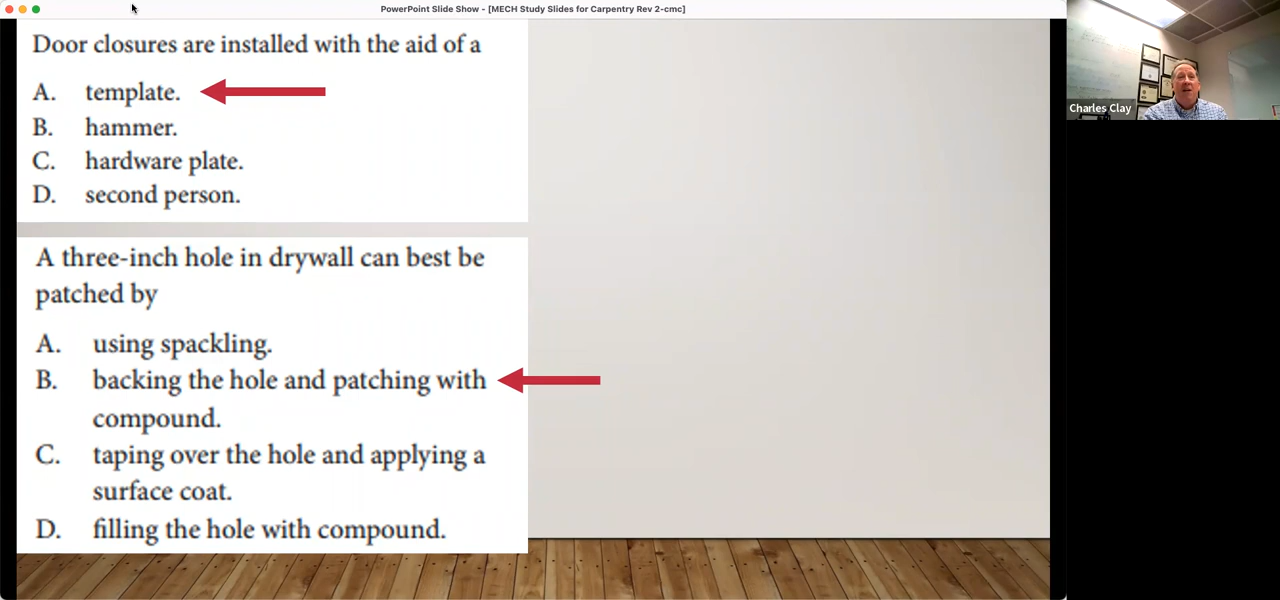 PowerPoint Slide Show - [MECH Study Slides for Carpentry Rev 2-cmc]
Door closures are installed with the aid of a
A. template.
B. hammer.
C. hardware plate.
D. second person.
A three-inch hole in drywall can best be
patched by
A. using spackling.
B. backing the hole and patching with
compound.
C. taping over the hole and applying a
surface coat.
D. filling the hole with compound.
Charles Clay